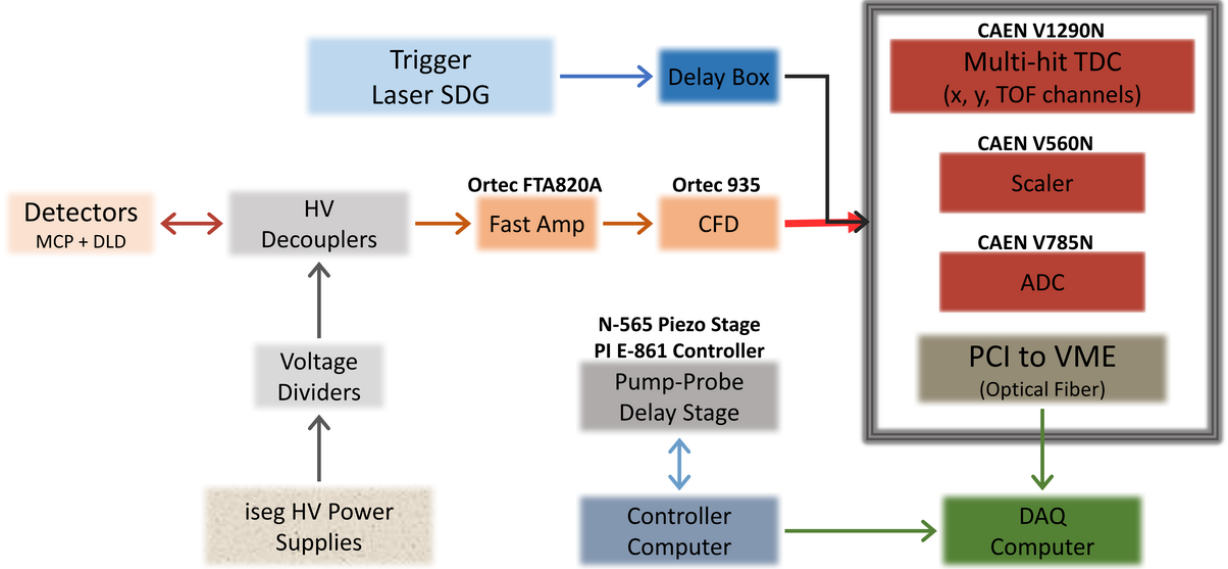 CAEN V1290N
Trigger
Laser SDG
Delay Box
Multi-hit TDC
(x, y, TOF channels)
CAEN V560N
Scaler
Detectors
MCP + DLD
HV
Decouplers
Ortec FTA820A
Fast Amp
Ortec 935
CFD
CAEN V785N
ADC
N-565 Piezo Stage
PI E-861 Controller
Pump-Probe
Delay Stage
PCI to VME
(Optical Fiber)
Voltage
Dividers
iseg HV Power
Supplies
Controller
Computer
DAQ
Computer